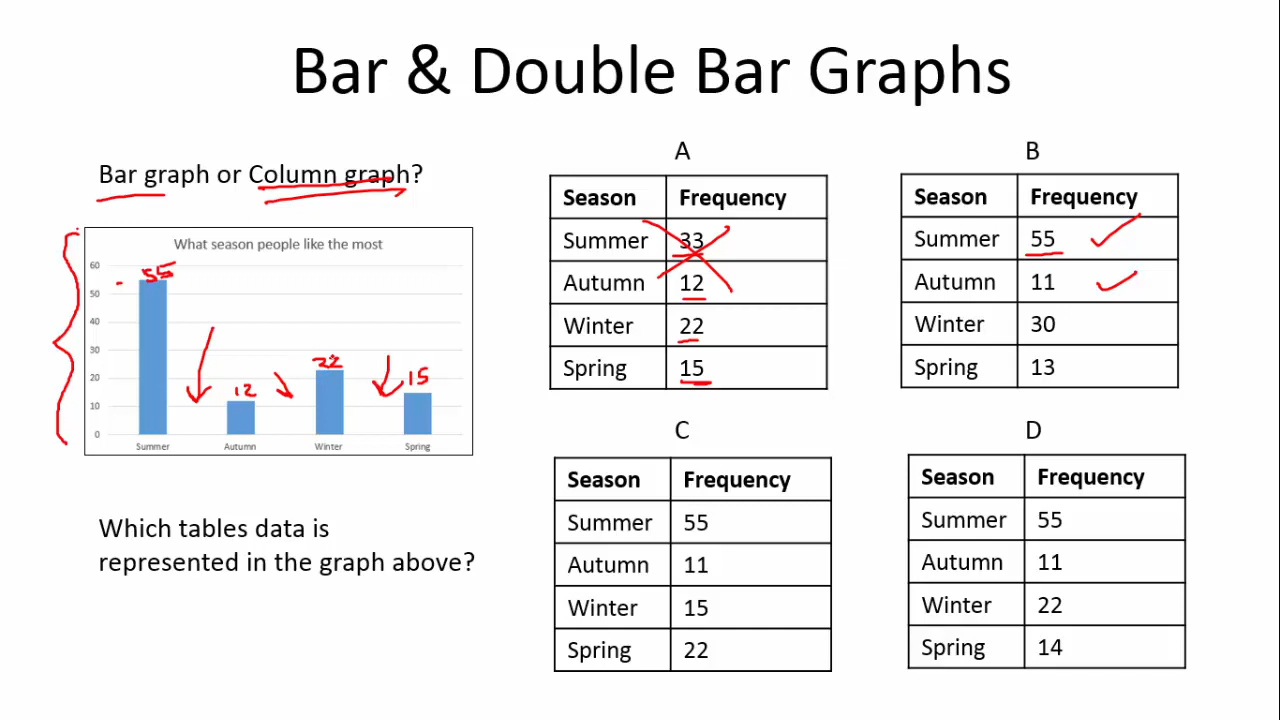 Bar & Double Bar Graphs
Bar graph or Column graph?
What season people like the most
60
50
40
30
20
10
0
55
12
22
15
Summer Autumn Winter Spring
Which tables data is
represented in the graph above?
A
Season Frequency
Summer 33
Autumn 12
Winter 22
Spring 15
B
Season Frequency
Summer 55
Autumn 11
Winter 30
Spring 13
C
Season Frequency
Summer 55
Autumn 11
Winter 15
Spring 22
D
Season Frequency
Summer 55
Autumn 11
Winter 22
Spring 14